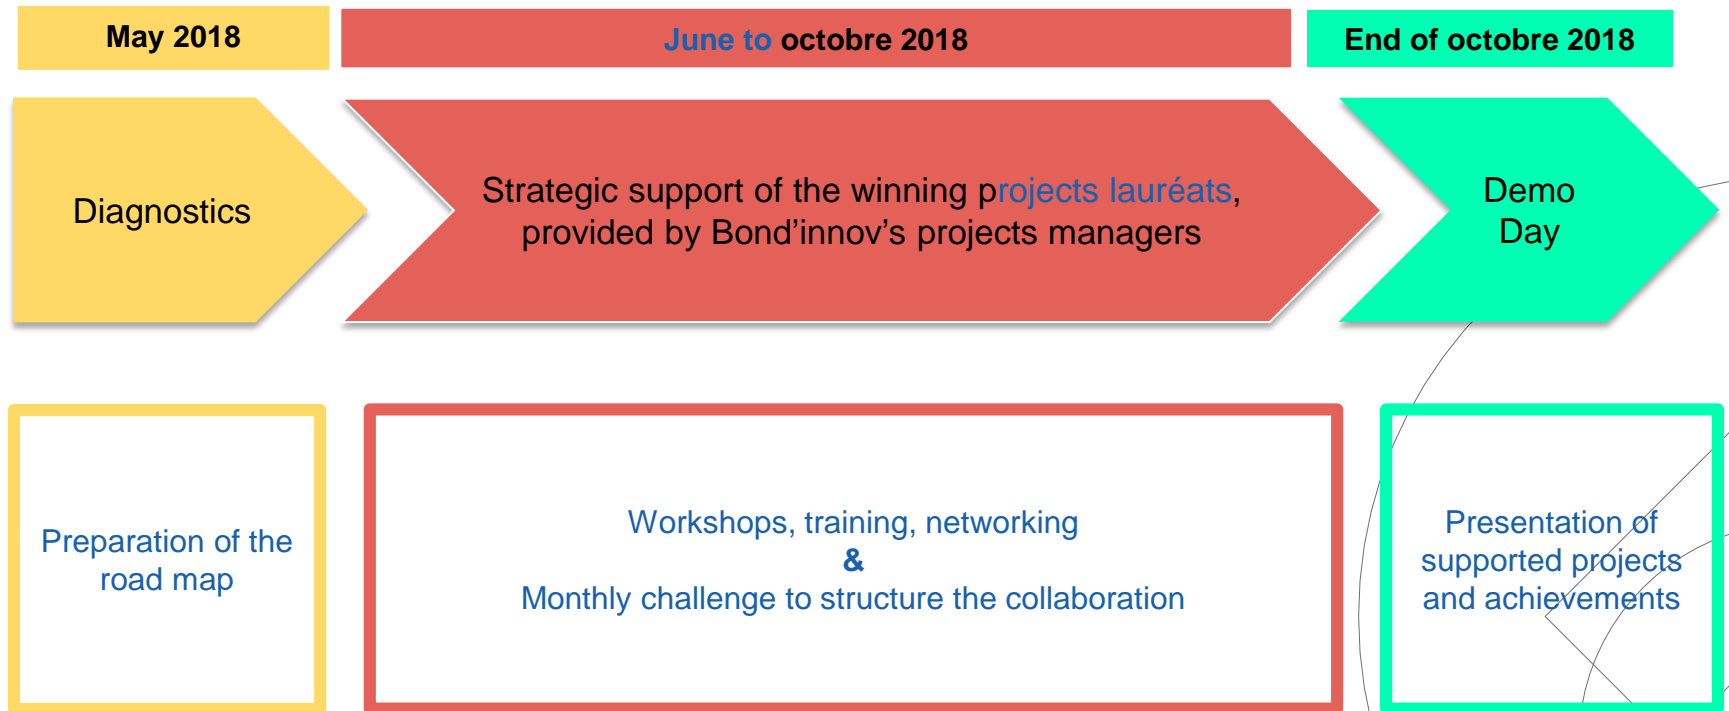 May 2018
June to octobre 2018
End of octobre 2018
Diagnostics
Strategic support of the winning projects lauréats,
provided by Bond’innov’s projects managers
Demo
Day
Preparation of the
road map
Workshops, training, networking
&
Monthly challenge to structure the collaboration
Presentation of
supported projects
and achievements